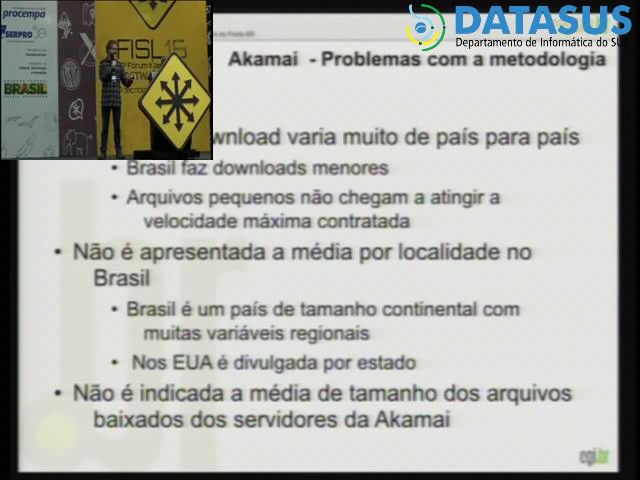 procempa
SERPRO
BRASIL
FISL15
DATASUS
Departamento de Informática do SU
Akamai - Problemas com a metodologia
wnload varia muito de país para país
• Brasil faz downloads menores
• Arquivos pequenos não chegam a atingir a
velocidade máxima contratada
• Não é apresentada a média por localidade no
Brasil
• Brasil é um país de tamanho continental com
muitas variáveis regionais
• Nos EUA é divulgada por estado
• Não é indicada a média de tamanho dos arquivos
baixados dos servidores da Akamai
cgi.br